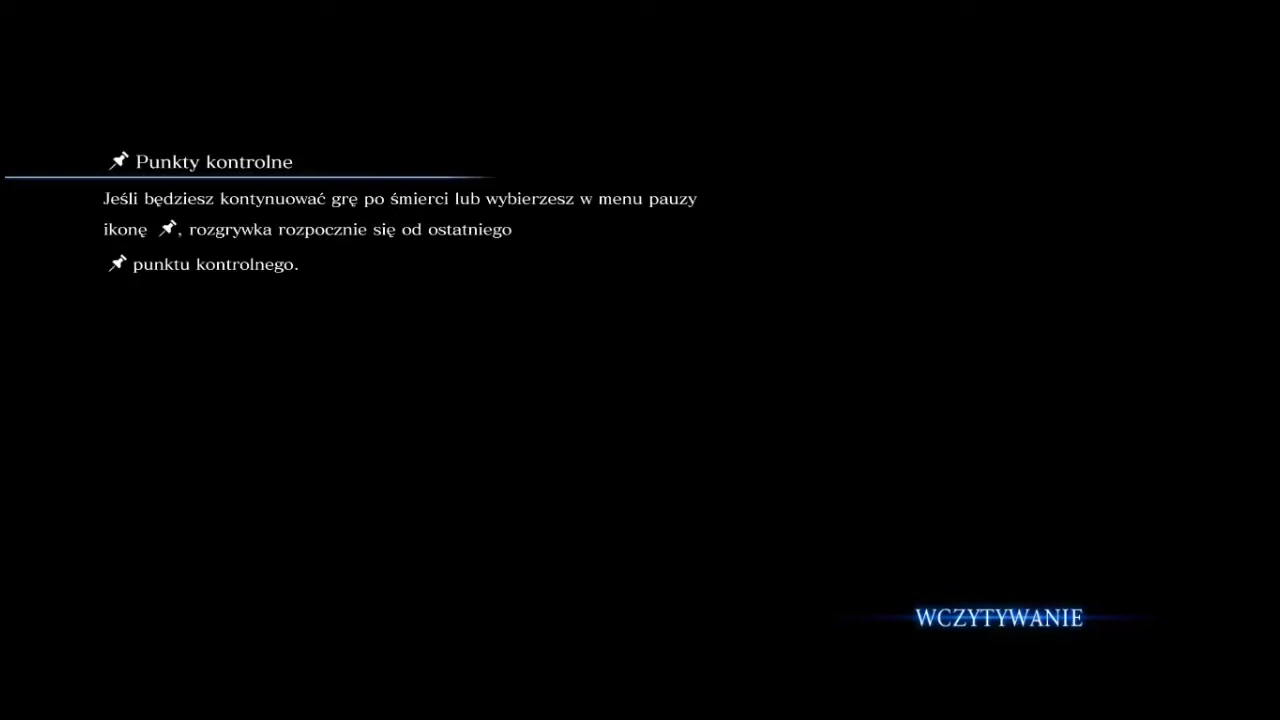 Punkty kontrolne
Jeśli będziesz kontynuować grę po śmierci lub wybierzesz w menu pauzy
ikonę , rozgrywka rozpocznie się od ostatniego
punktu kontrolnego.
WCZYTYWANIE